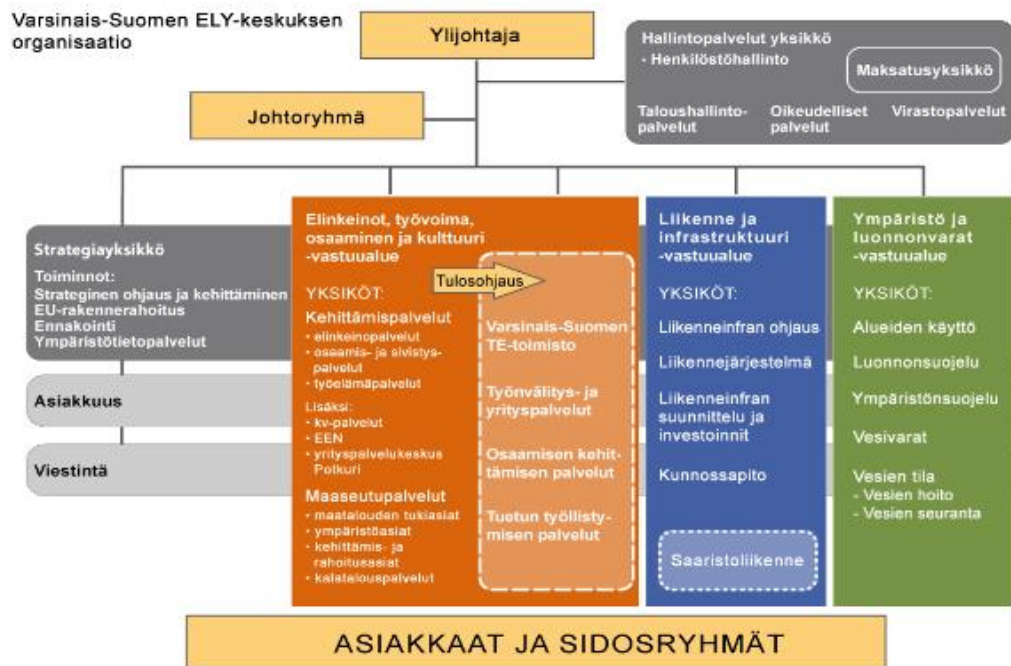 Varsinais-Suomen ELY-keskuksen
organisaatio
Ylijohtaja
Hallintopalvelut yksikkö
- Henkilöstöhallinto
Maksatusyksikkö
Taloushallinto-
palvelut
Oikeudelliset
palvelut
Virastopalvelut
Johtoryhmä
Strategiayksikkö
Toiminnot:
Strateginen ohjaus ja kehittäminen
EU-rakennerahoitus
Ennakointi
Ympäristötietopalvelut
Asiakkuus
Viestintä
Elinkeinot, työvoima,
osaaminen ja kulttuuri
-vastuualue
Tulosohjaus
YKSIKÖT:
Kehittämispalvelut
• elinkeinopalvelut
• osaamis- ja sivistys-
palvelut
• työelämäpalvelut
Lisäksi:
• kv-palvelut
• EEN
• yrityspalvelukeskus
Potkuri
Maaseutupalvelut
• maatalouden tukiasiat
• ympäristöasiat
• kehittämis- ja
rahoitusasiat
• kalatalouspalvelut
Varsinais-Suomen
TE-toimisto
Työnvälitys- ja
yrityspalvelut
Osaamisen kehit-
tämisen palvelut
Tuetun työllisty-
misen palvelut
Liikenne ja
infrastruktuuri
-vastuualue
YKSIKÖT:
Liikenneinfran ohjaus
Liikennejärjestelmä
Liikenneinfran
suunnittelu ja
investoinnit
Kunnossapito
Saaristoliikenne
Ympäristö ja
luonnonvarat
-vastuualue
YKSIKÖT:
Alueiden käyttö
Luonnonsuojelu
Ympäristönsuojelu
Vesivarat
Vesien tila
- Vesien hoito
- Vesien seuranta
ASIAKKAAT JA SIDOSRYHMÄT